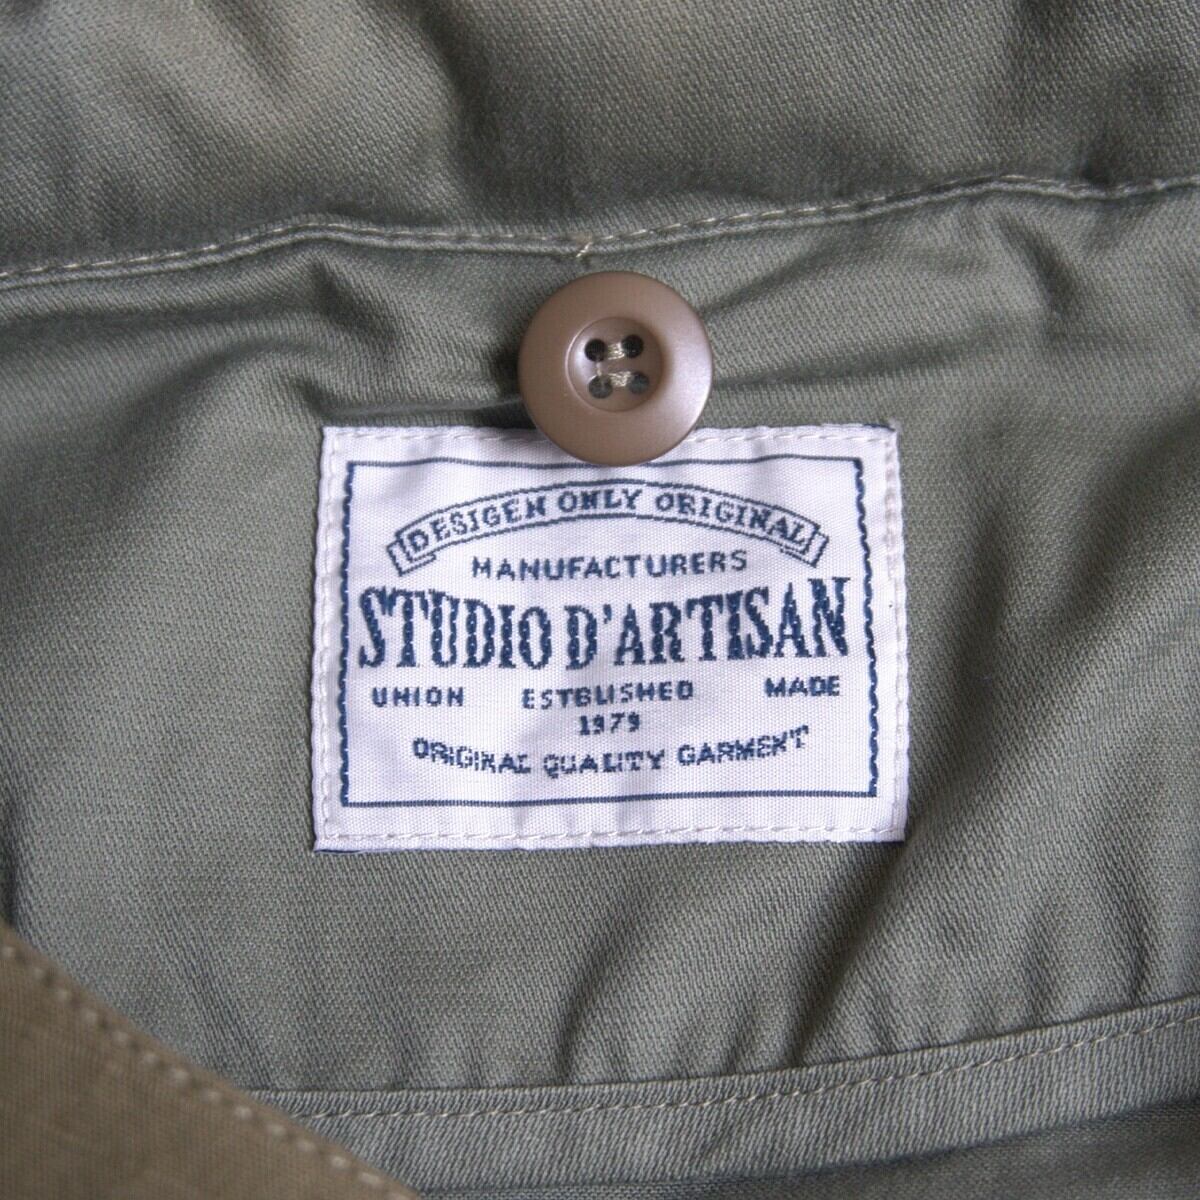 DESIGEN ONLY ORIGINAL
MANUFACTURERS
STUDIO D'ARTISAN
UNION ESTBLISHED MADE
1979
ORIGINAL QUALITY GARMENT